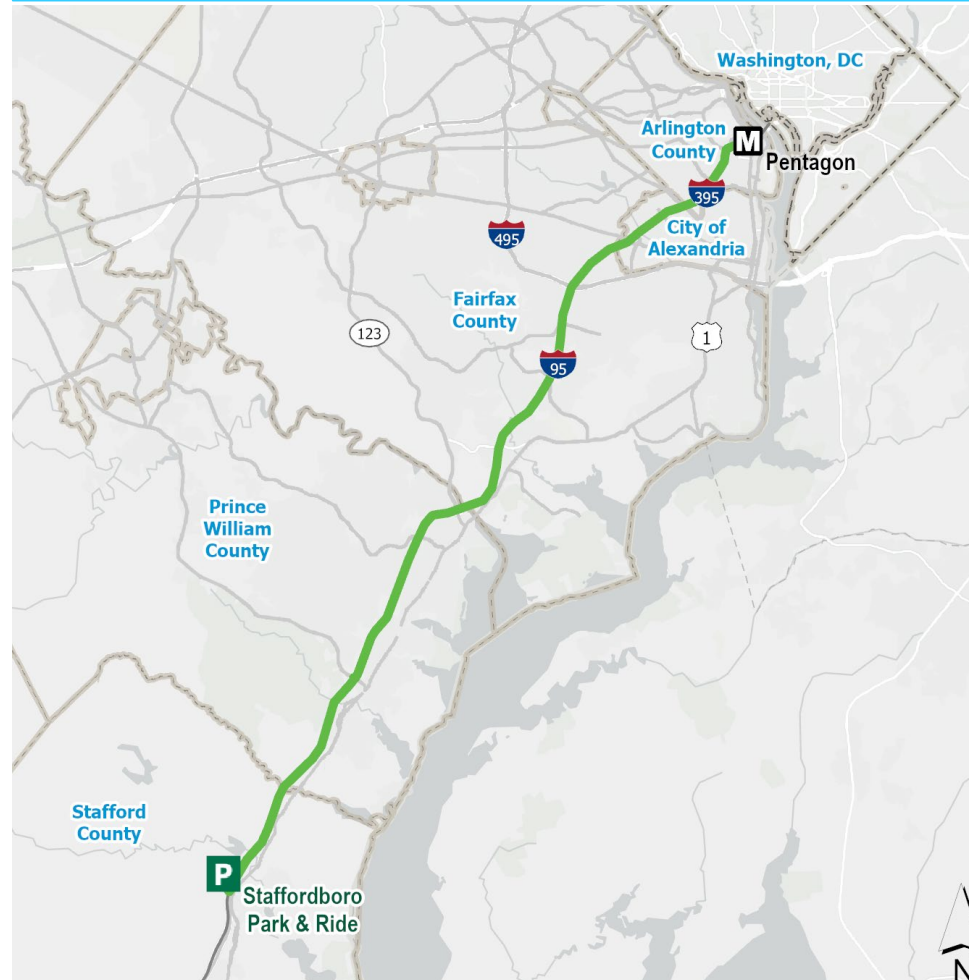 Washington, DC
Arlington
County
M
Pentagon
395
City of
Alexandria
495
Fairfax
County
123
1
95
Prince
William
County
Stafford
County
P
Staffordboro
Park & Ride
N